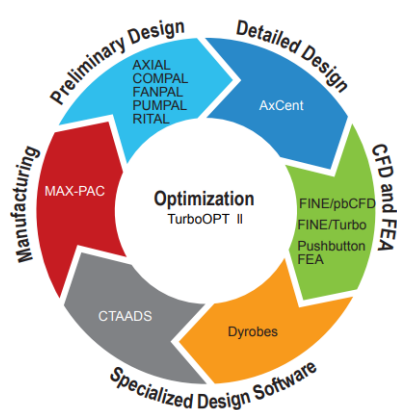 Preliminary Design
AXIAL
COMPAL
FANPAL
PUMPAL
RITAL
Detailed Design
AxCent
CFD and FEA
FINE/pbCFD
FINE/Turbo
Pushbutton
FEA
Specialized Design Software
Dyrobes
CTAADS
Manufacturing
MAX-PAC
Optimization
TurboOPT II